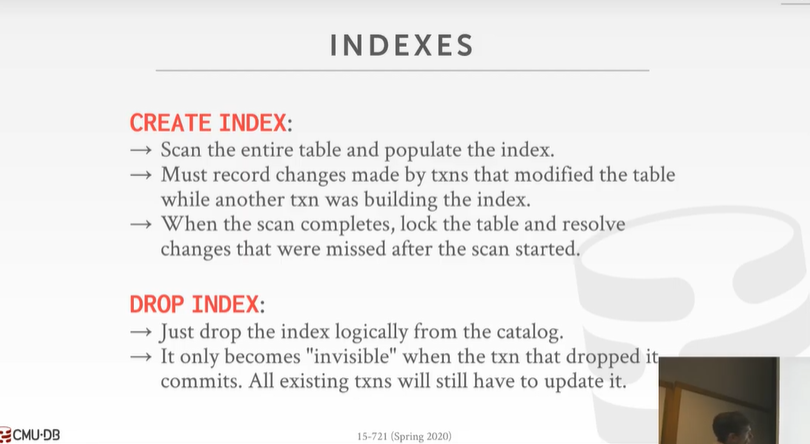 INDEXES
CREATE INDEX:
→ Scan the entire table and populate the index.
→ Must record changes made by txns that modified the table
while another txn was building the index.
→ When the scan completes, lock the table and resolve
changes that were missed after the scan started.
DROP INDEX:
→ Just drop the index logically from the catalog.
→ It only becomes "invisible" when the txn that dropped it
commits. All existing txns will still have to update it.
CMU·DB
15-721 (Spring 2020)